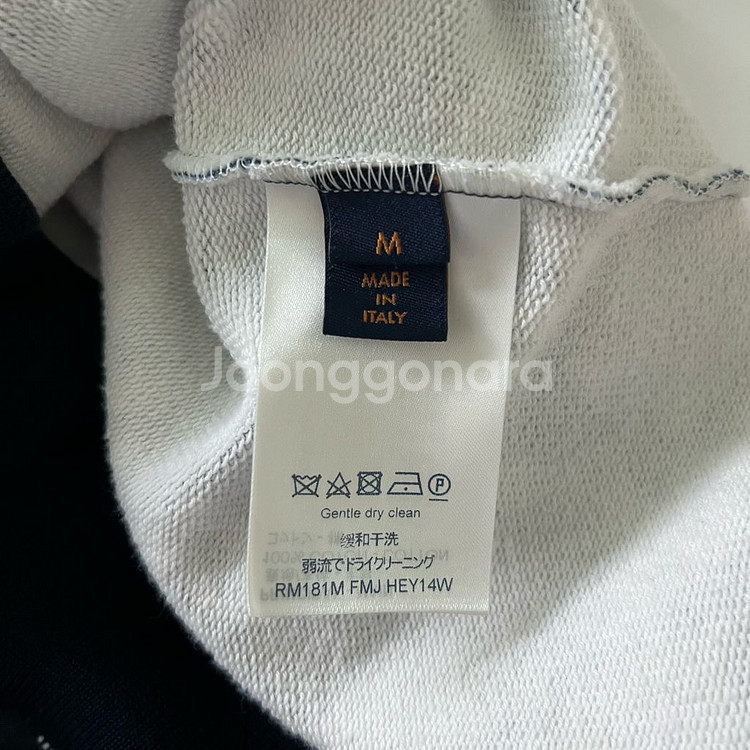 M
MADE
IN
ITALY
Joonggonara
P
Gentle dry clean
缓和干洗
弱流でドライクリーニング
RM181M FMJ HEY14W